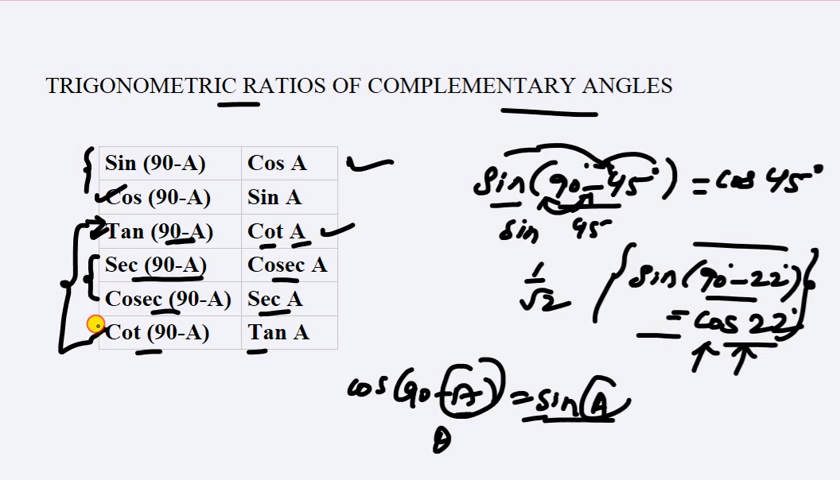 TRIGONOMETRIC RATIOS OF COMPLEMENTARY ANGLES
Sin (90-A) Cos A
Cos (90-A) Sin A
Tan (90-A) Cot A
Sec (90-A) Cosec A
Cosec (90-A) Sec A
Cot (90-A) Tan A
sin(90°-45°) = cos 45°
sin 45°
1/√2
sin(90°-22°)
= cos 22°
cos(90-A) = sin(A)
θ